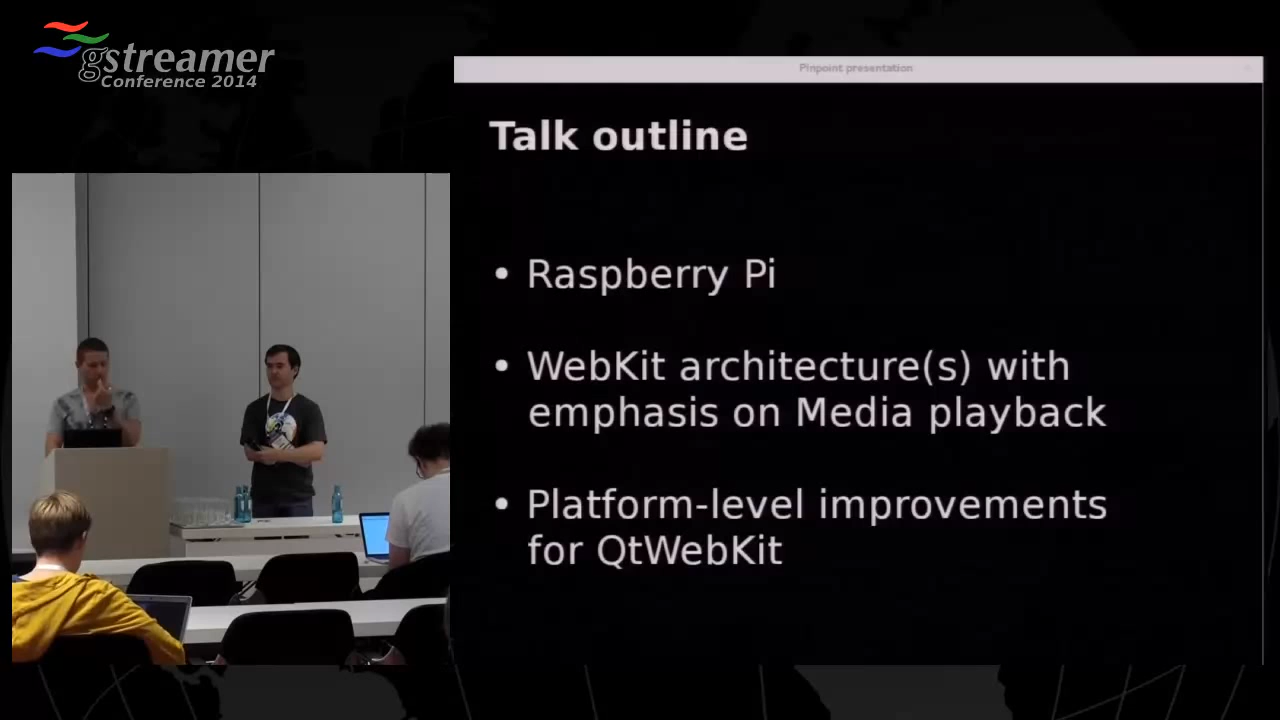 gstreamer
Conference 2014
Pinpoint presentation
Talk outline
• Raspberry Pi
• WebKit architecture(s) with
emphasis on Media playback
• Platform-level improvements
for QtWebKit